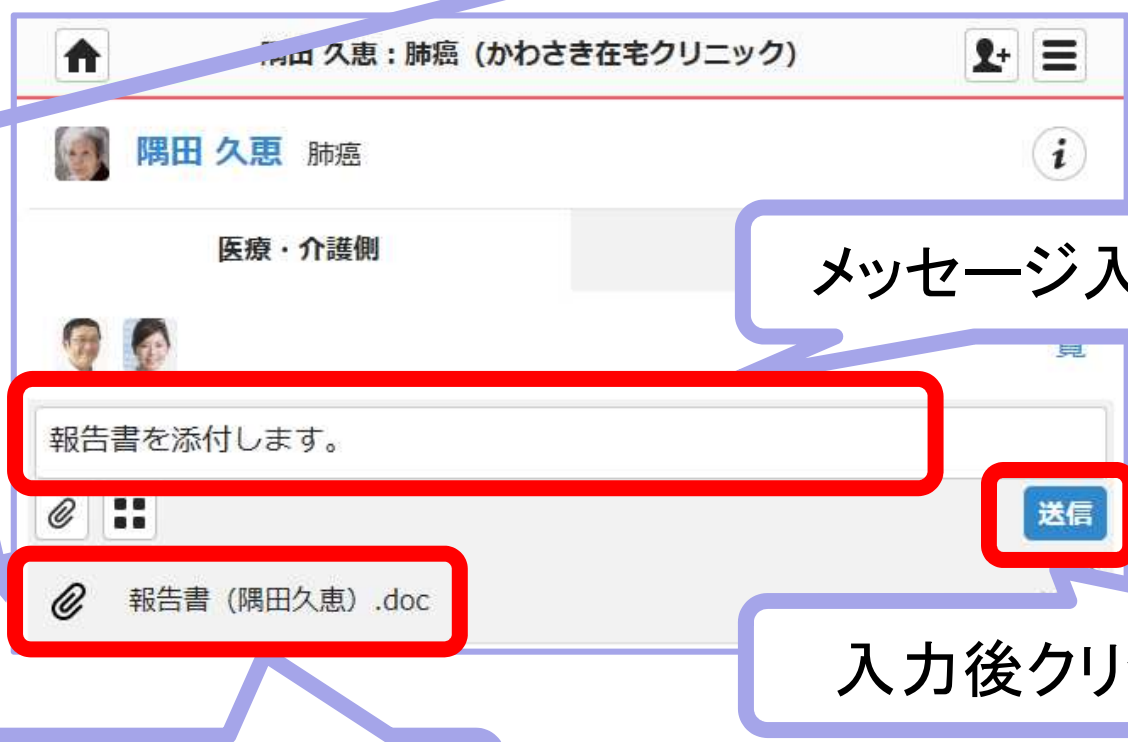 田 久恵：肺癌（かわさき在宅クリニック）
隅田 久恵 肺癌
i
医療・介護側
メッセージ入
覧
報告書を添付します。
送信
報告書（隅田久恵）.doc
入力後クリ